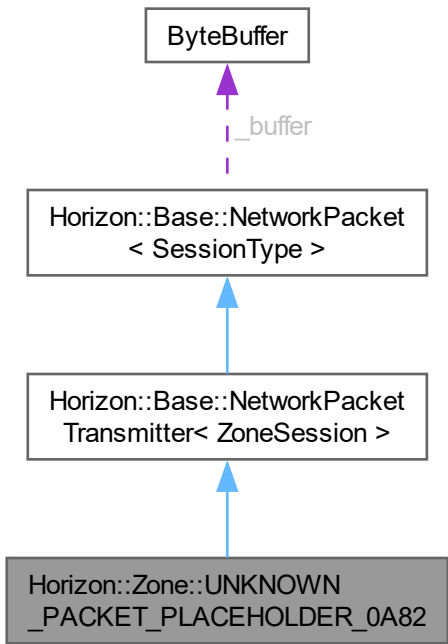 ByteBuffer
_buffer
Horizon::Base::NetworkPacket
< SessionType >
Horizon::Base::NetworkPacket
Transmitter< ZoneSession >
Horizon::Zone::UNKNOWN
_PACKET_PLACEHOLDER_0A82